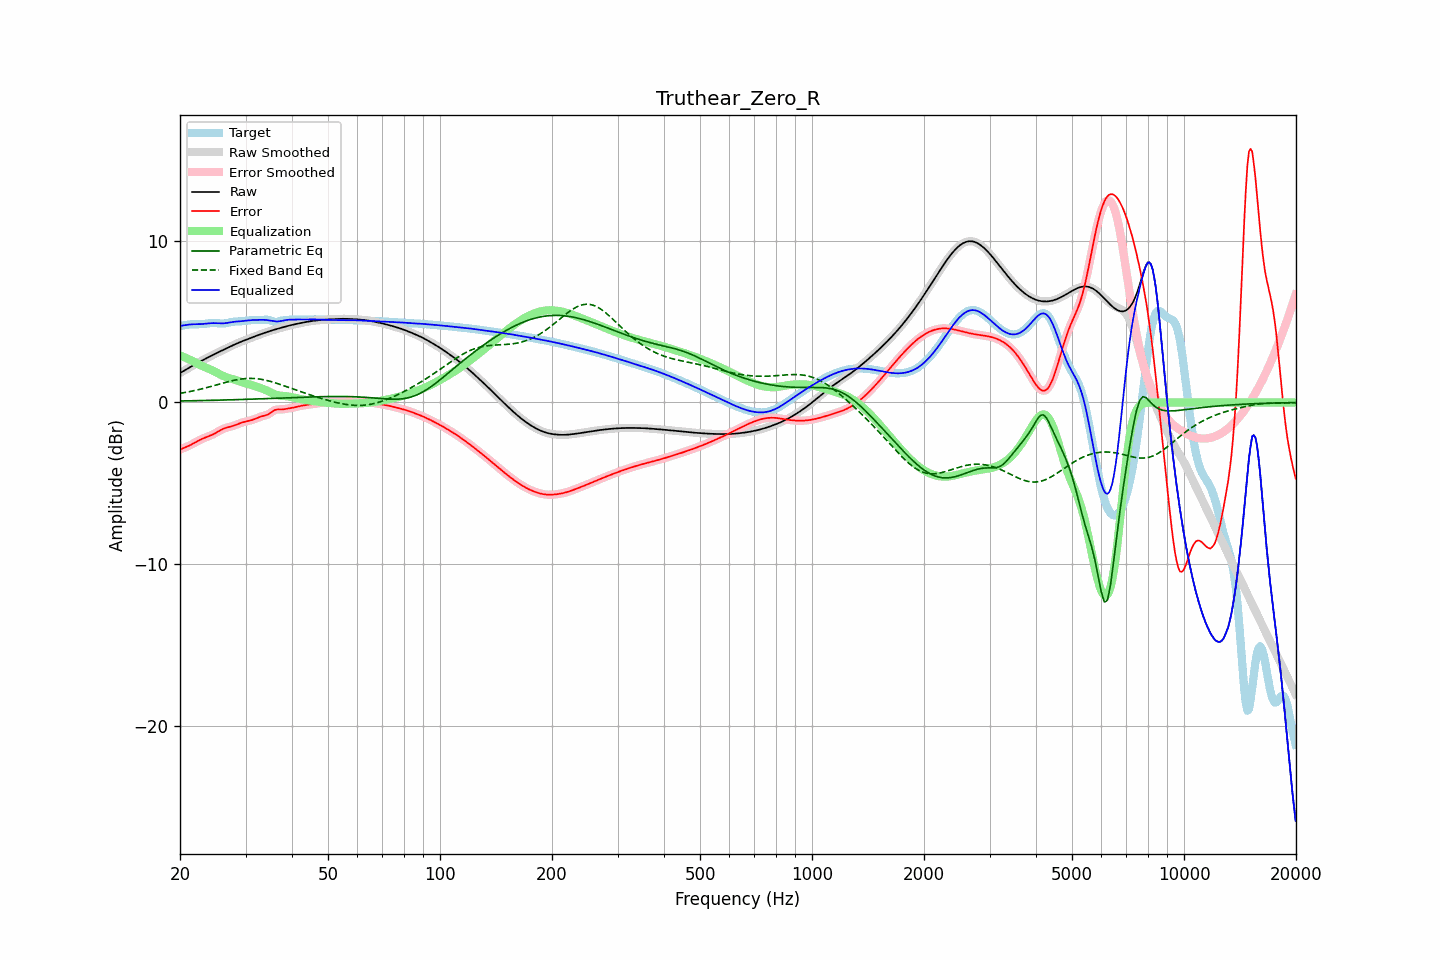 Truthear_Zero_R
Target
Raw Smoothed
Error Smoothed
Raw
Error
Equalization
Parametric Eq
Fixed Band Eq
Equalized
Amplitude (dBr)
10
0
−10
−20
20
50
100
200
500
1000
2000
5000
10000
20000
Frequency (Hz)